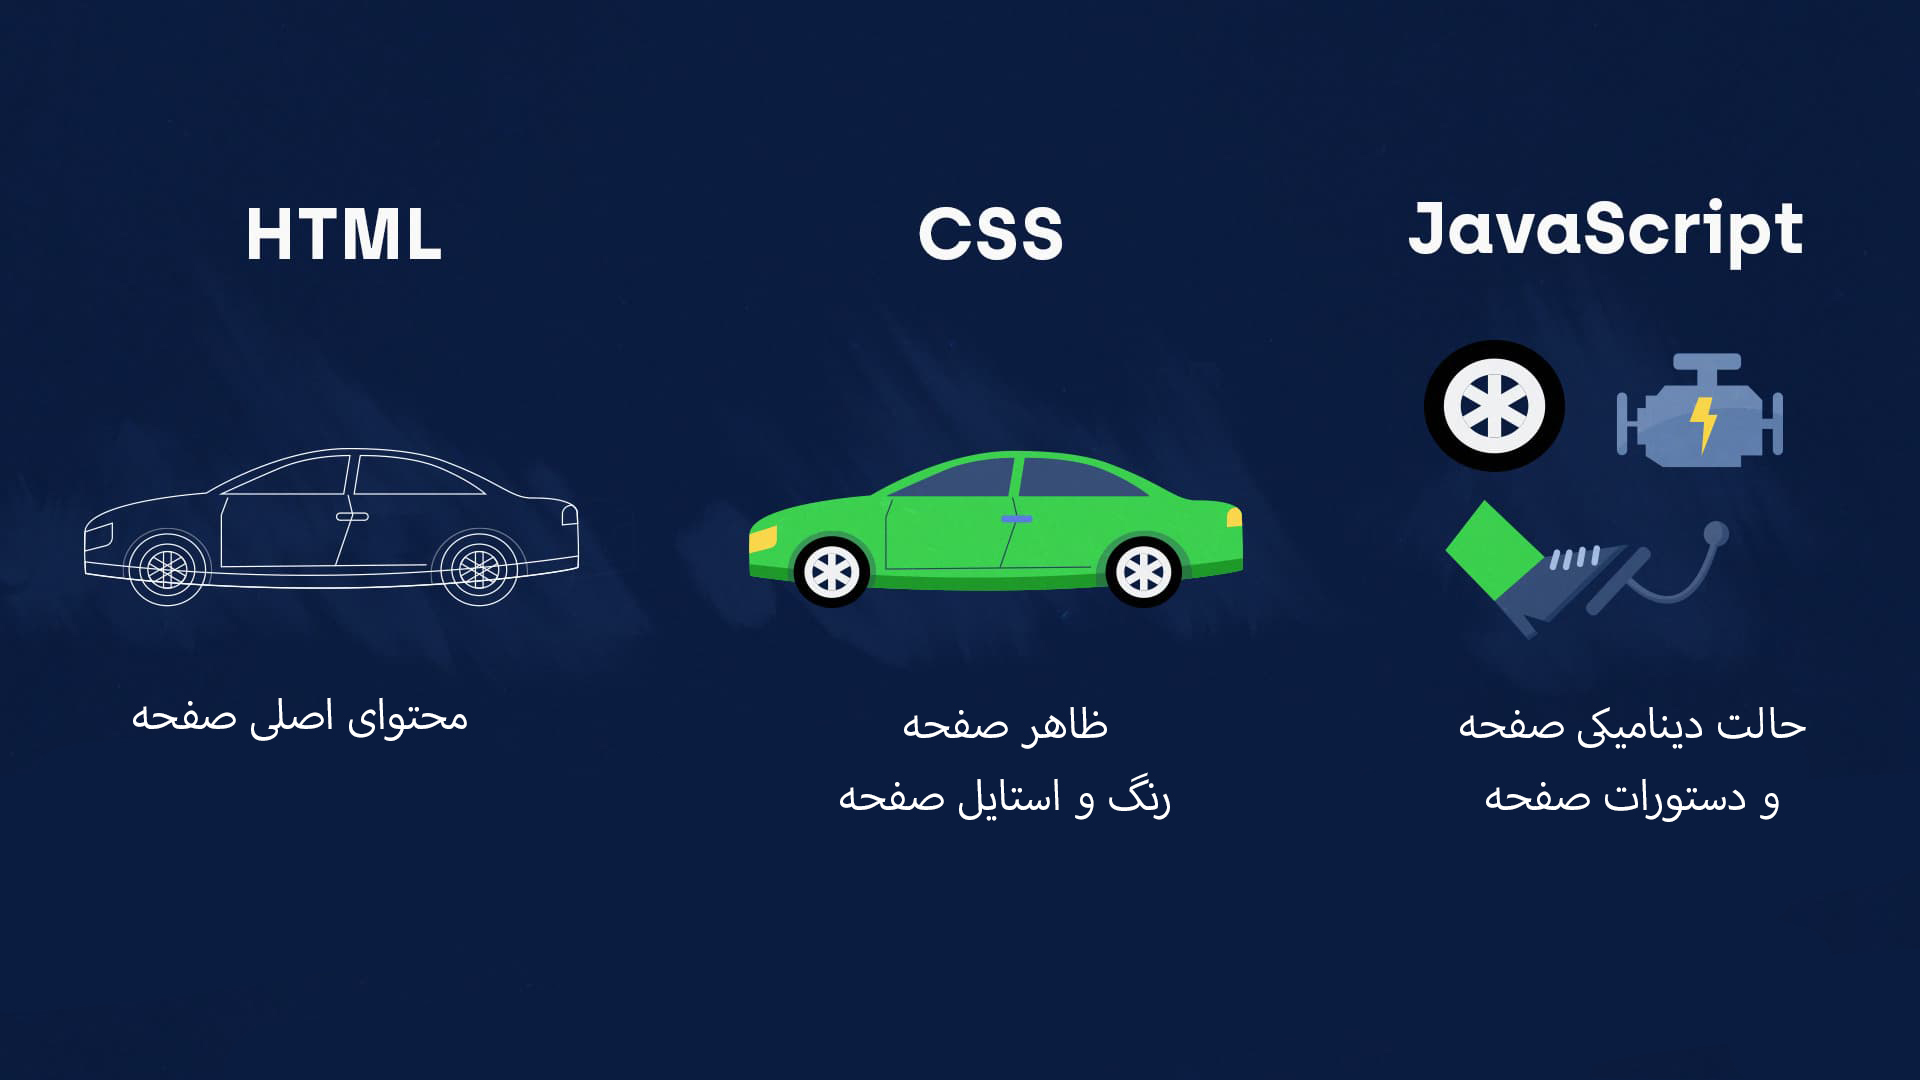 HTML
CSS
JavaScript
محتوای اصلی صفحه
ظاهر صفحه
رنگ و استایل صفحه
حالت دینامیکی صفحه
و دستورات صفحه